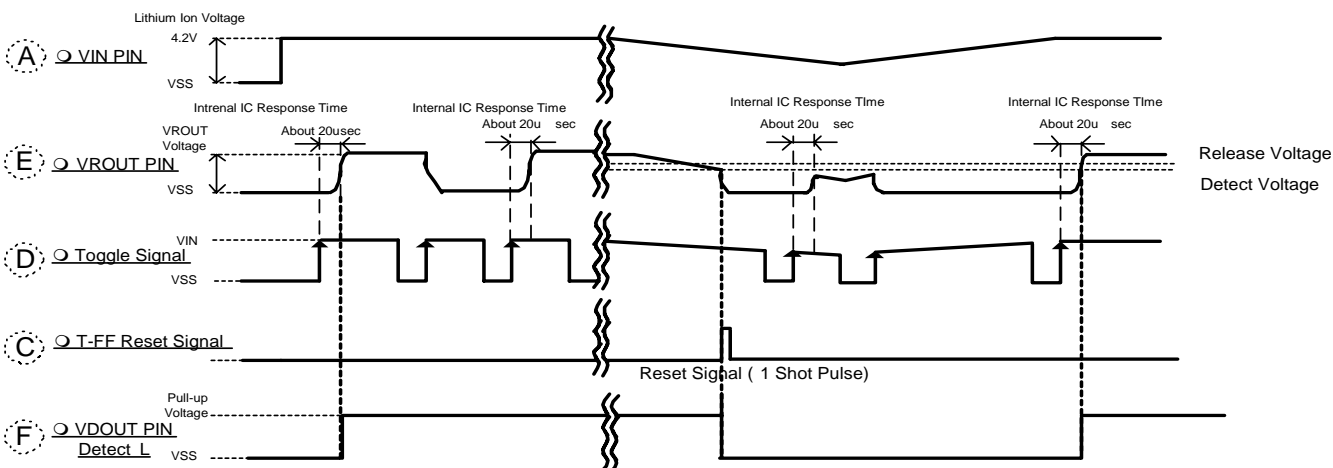 Lithium Ion Voltage
4.2V
A ○ VIN PIN
VSS
Intrenal IC Response Time
Internal IC Response Time
Internal IC Response TIme
Internal IC Response TIme
About 20usec
About 20u sec
About 20u sec
About 20u sec
VROUT
Voltage
E ○ VROUT PIN
VSS
Release Voltage
Detect Voltage
VIN
D ○ Toggle Signal
VSS
C ○ T-FF Reset Signal
Reset Signal ( 1 Shot Pulse)
Pull-up
Voltage
F ○ VDOUT PIN
Detect L
VSS